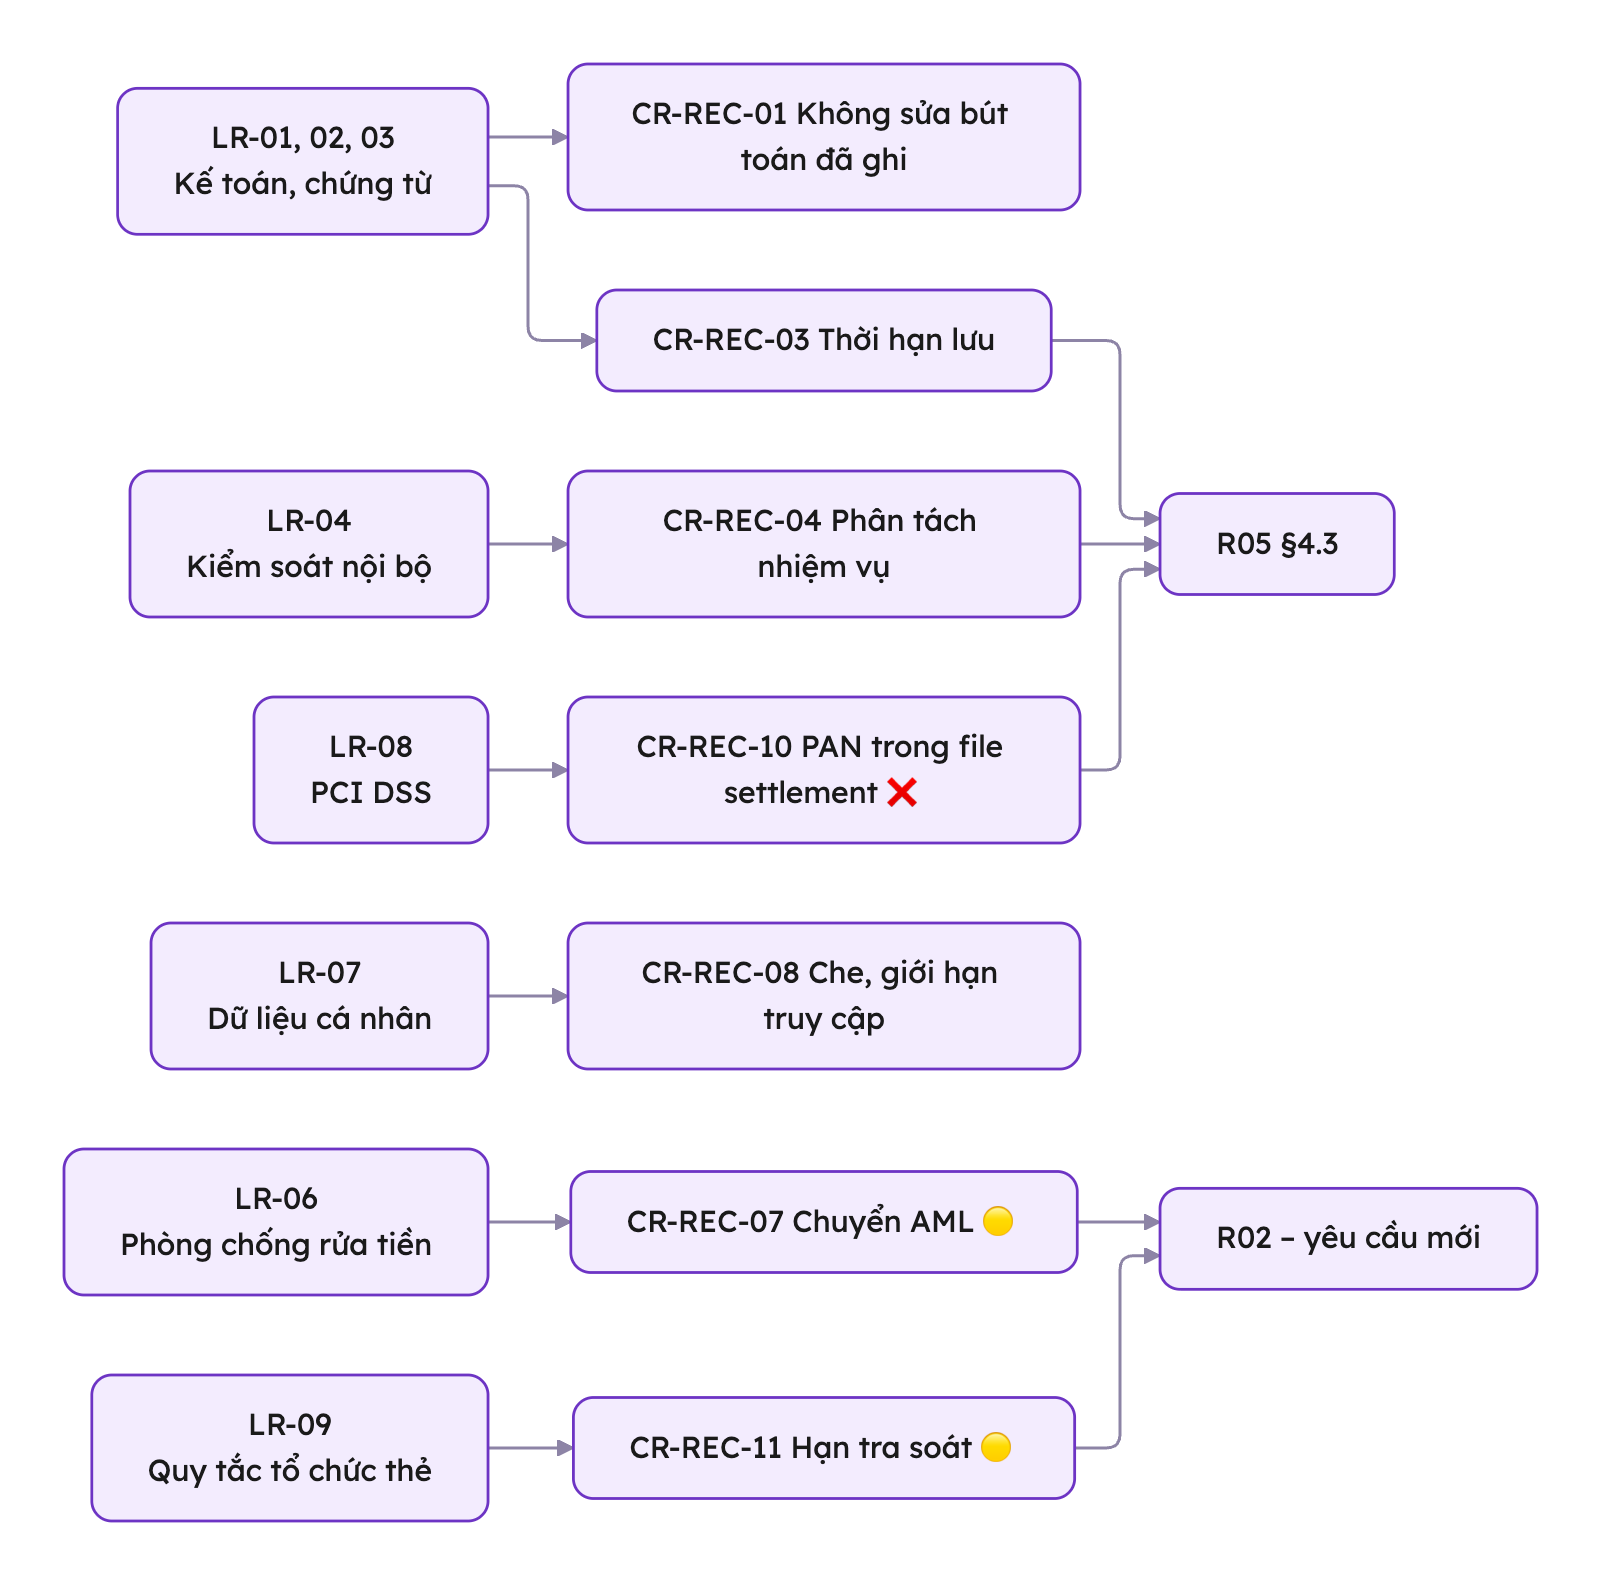 LR-01, 02, 03
Kế toán, chứng từ
CR-REC-01 Không sửa bút
toán đã ghi
CR-REC-03 Thời hạn lưu
LR-04
Kiểm soát nội bộ
CR-REC-04 Phân tách
nhiệm vụ
R05 §4.3
LR-08
PCI DSS
CR-REC-10 PAN trong file
settlement ❌
LR-07
Dữ liệu cá nhân
CR-REC-08 Che, giới hạn
truy cập
LR-06
Phòng chống rửa tiền
CR-REC-07 Chuyển AML 🟡
R02 – yêu cầu mới
LR-09
Quy tắc tổ chức thẻ
CR-REC-11 Hạn tra soát 🟡